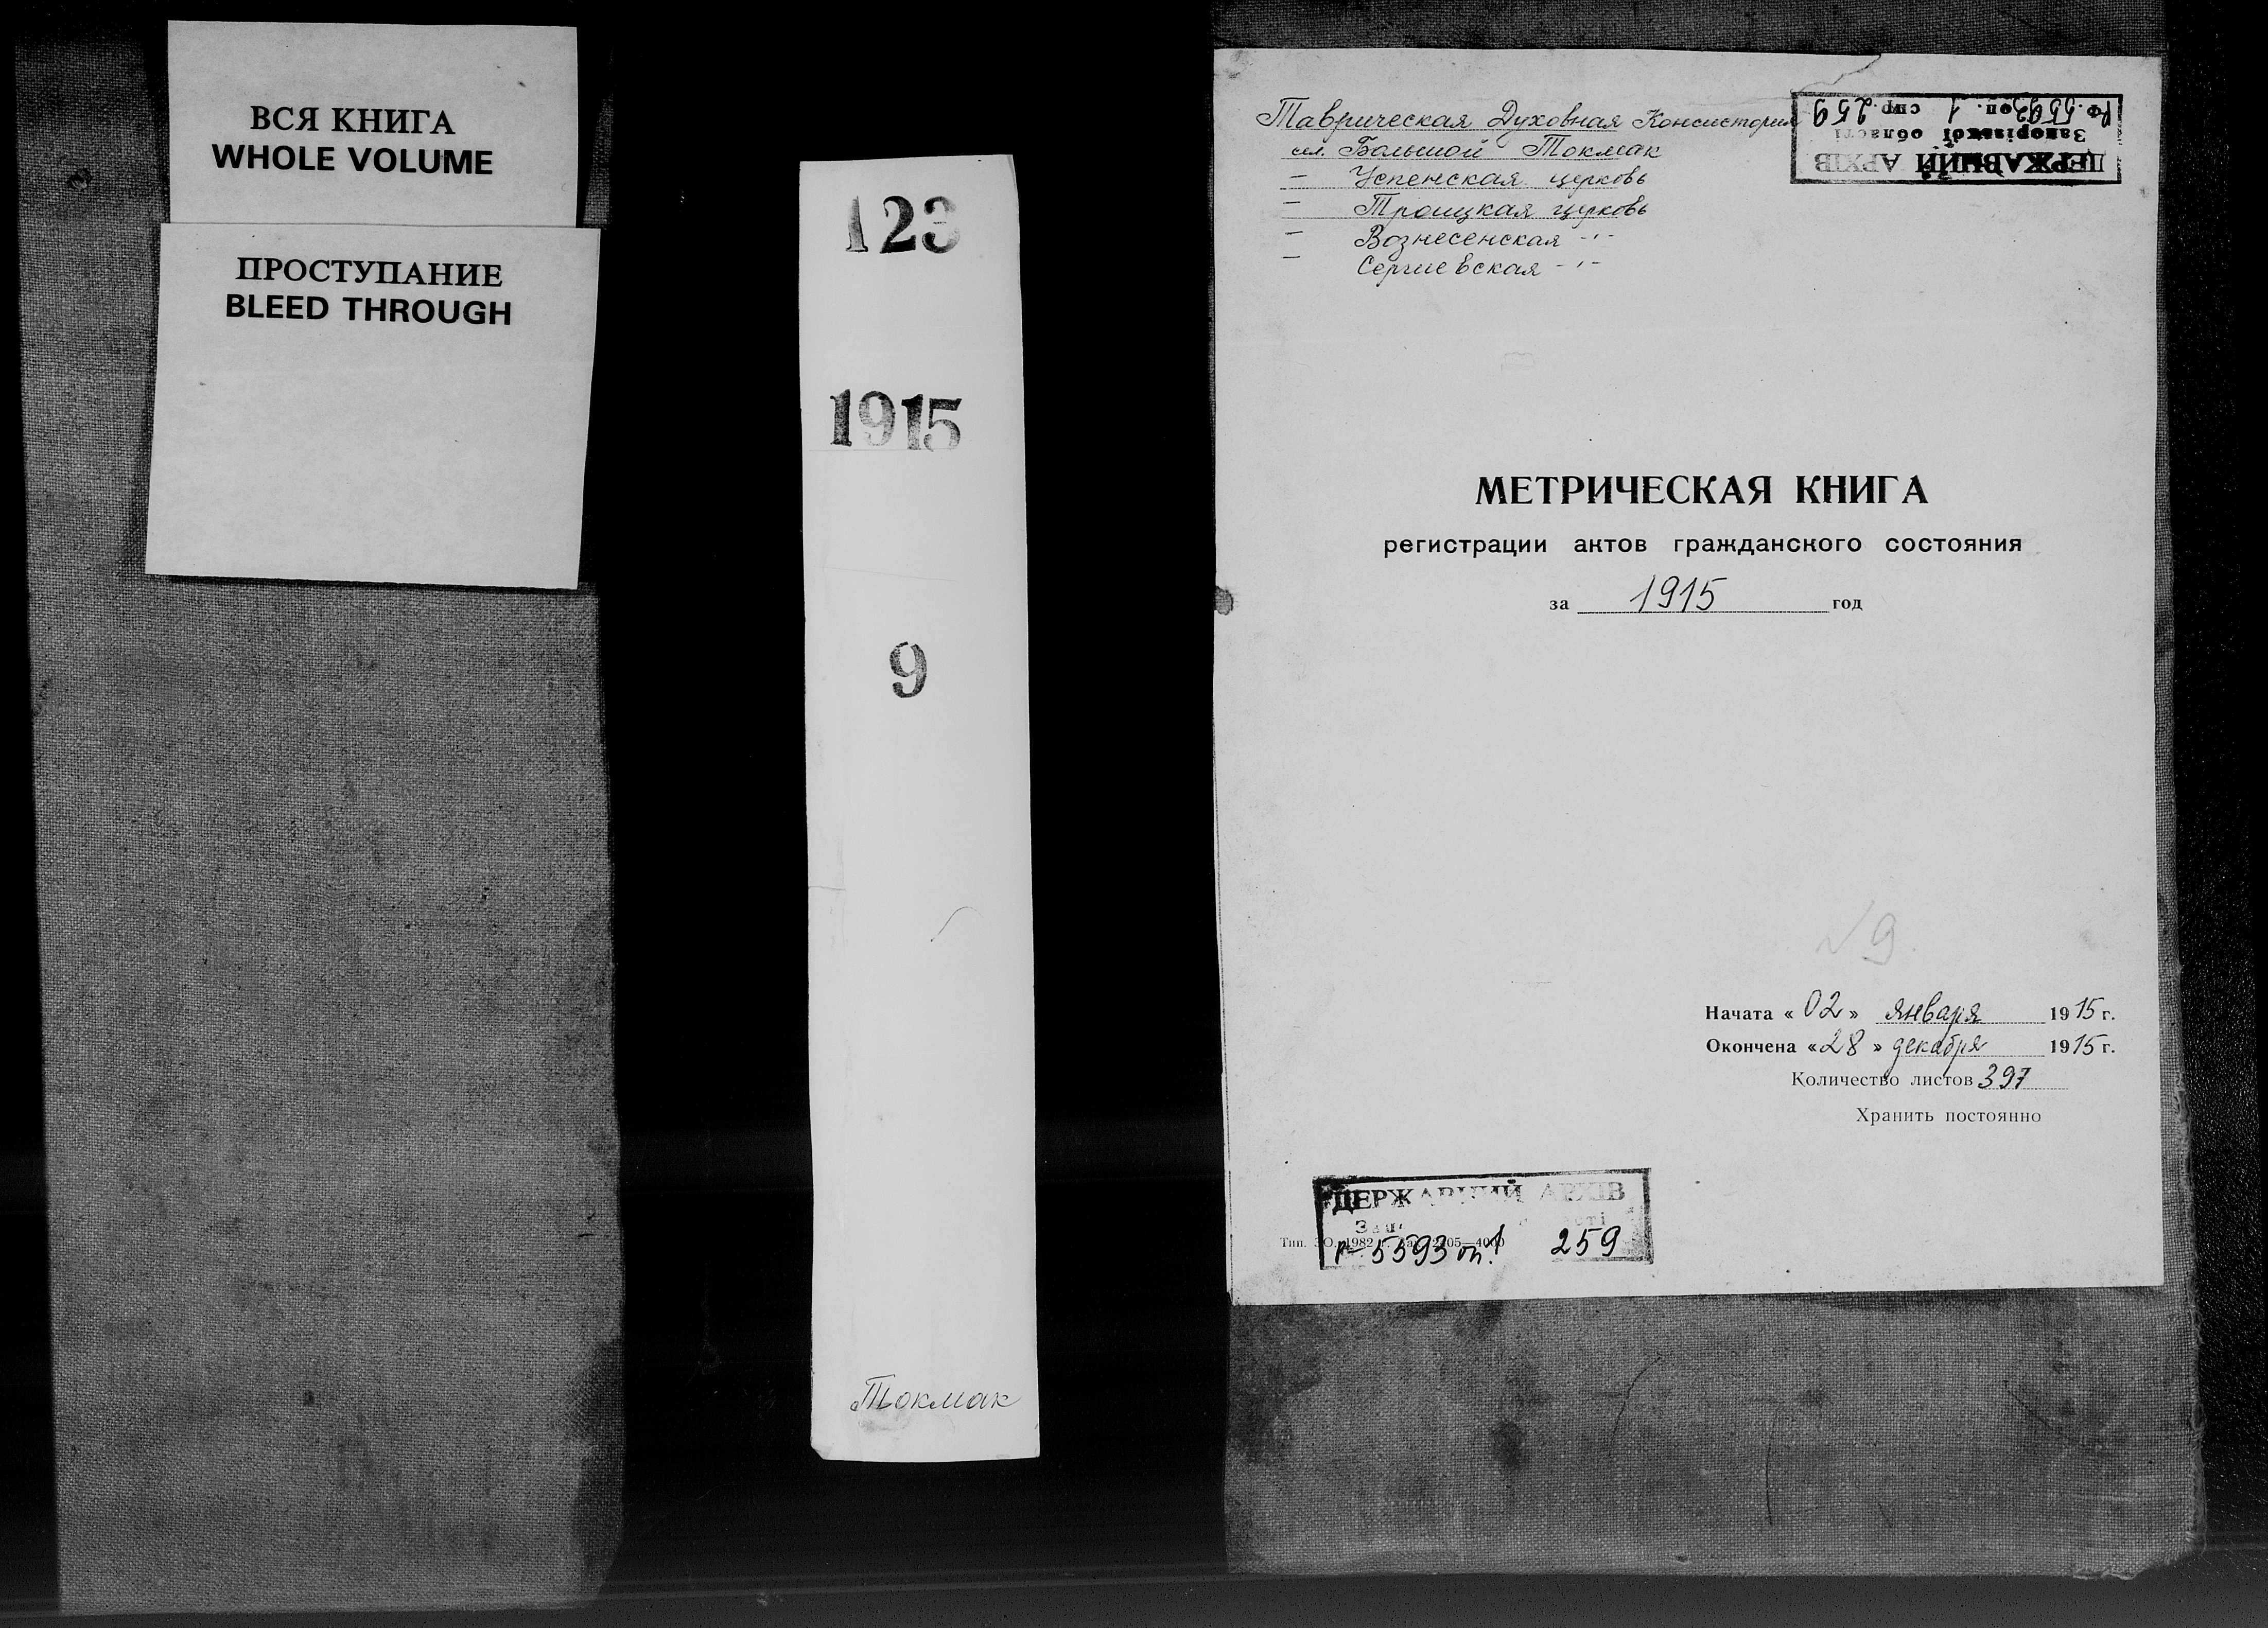 ВСЯ КНИГА
WHOLE VOLUME
ПРОСТУПАНИЕ
BLEED THROUGH
123
1915
9
Токмак
Таврическая Духовная Консистория
сел. Большой Токмак
— Успенская церковь
— Троицкая церковь
— Вознесенская -"-
— Сергиевская -"-
ДЕРЖАВНИЙ АРХІВ
Запорізької області
Ф. 5593 оп. 1 спр. 259
МЕТРИЧЕСКАЯ КНИГА
регистрации актов гражданского состояния
за 1915 год
9
Начата «02» января 1915 г.
Окончена «28» декабря 1915 г.
Количество листов 397
Хранить постоянно
ДЕРЖАВНИЙ АРХІВ
5593 оп. 1 259
Тип. 1982